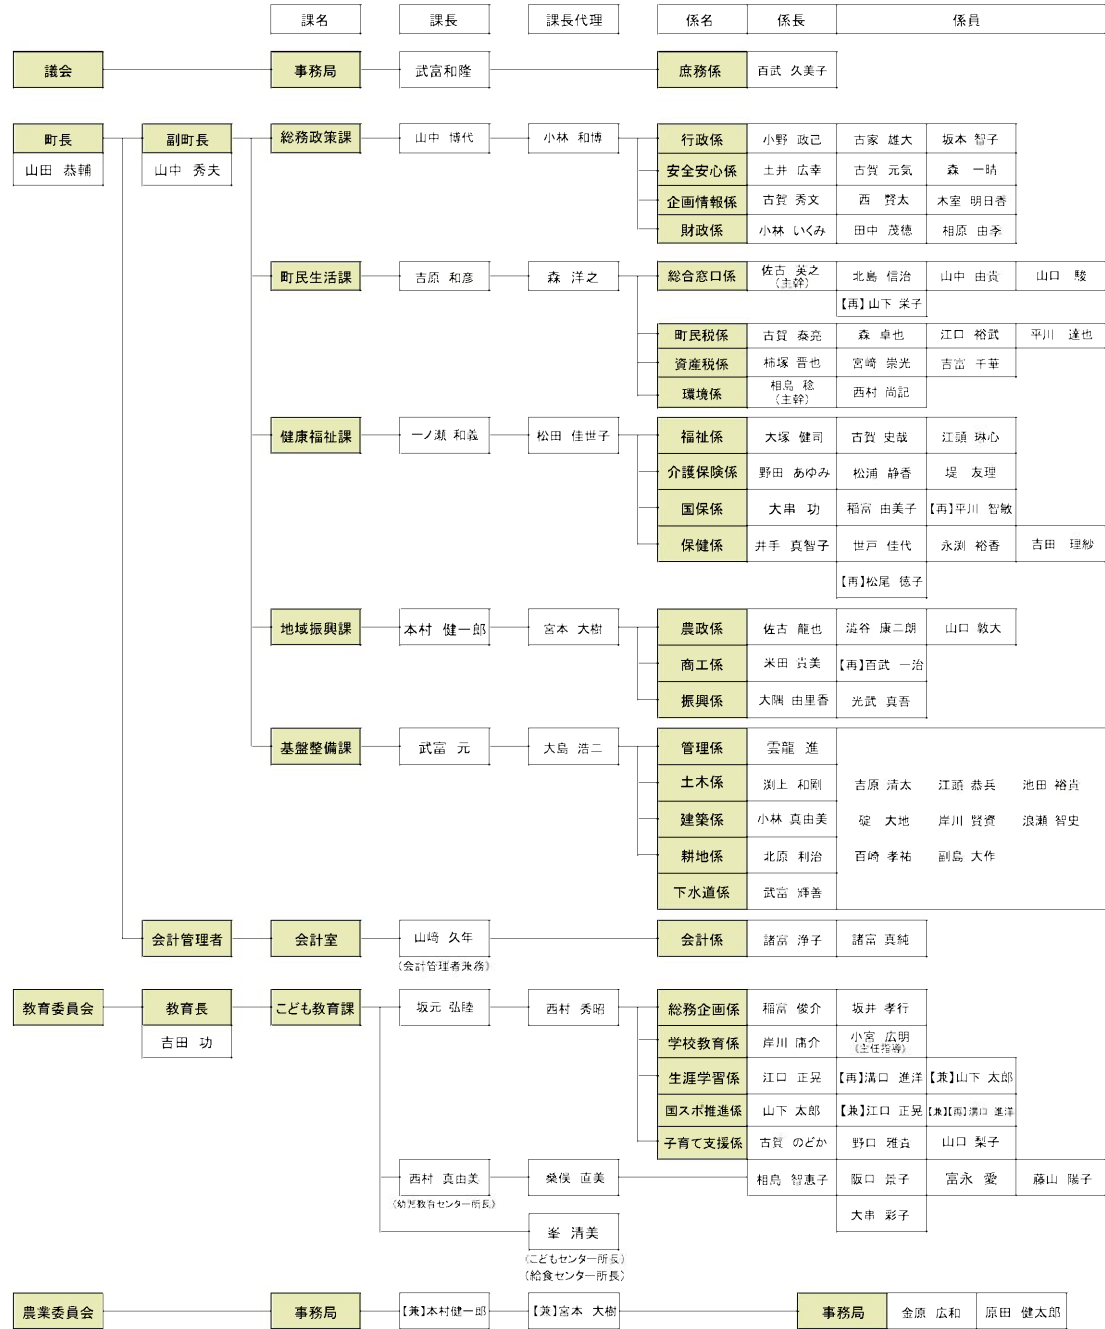 課名 課長 課長代理 係名 係長 係員
議会 事務局 武富和隆 庶務係 百武 久美子
町長 副町長 総務政策課 山中 博代 小林 和博 行政係 小野 政己 古家 雄大 坂本 智子
山田 恭輔 山中 秀夫 安全安心係 土井 広幸 古賀 元気 森 一晴
企画情報係 古賀 秀文 西 賢太 木室 明日香
財政係 小林 いくみ 田中 茂徳 相原 由季
町民生活課 吉原 和彦 森 洋之 総合窓口係 佐古 英之 北島 信治 山中 由貴 山口 駿
(主幹)
【再】山下 栄子
町民税係 古賀 泰亮 森 卓也 江口 裕武 平川 達也
資産税係 柿塚 晋也 宮﨑 崇光 吉富 千華
環境係 相島 稔 西村 尚記
(主幹)
健康福祉課 一ノ瀬 和義 松田 佳世子 福祉係 大塚 健司 古賀 史哉 江頭 琳心
介護保険係 野田 あゆみ 松浦 静香 堤 友理
国保係 大串 功 稲富 由美子 【再】平川 智敏
保健係 井手 真智子 世戸 佳代 永渕 裕香 吉田 理紗
【再】松尾 徳子
地域振興課 本村 健一郎 宮本 大樹 農政係 佐古 龍也 澁谷 康二朗 山口 敦大
商工係 米田 貴美 【再】百武 一治
振興係 大隅 由里香 光武 真吾
基盤整備課 武富 元 大島 浩二 管理係 雲龍 進
土木係 渕上 和剛 吉原 清太 江頭 恭兵 池田 裕貴
建築係 小林 真由美 碇 大地 岸川 賢資 浪瀬 智史
耕地係 北原 利治 百崎 孝祐 副島 大作
下水道係 武富 輝善
会計管理者 会計室 山﨑 久年 会計係 諸富 浄子 諸富 真純
(会計管理者兼務)
教育委員会 教育長 こども教育課 坂元 弘睦 西村 秀昭 総務企画係 稲富 俊介 坂井 孝行
吉田 功 学校教育係 岸川 庸介 小宮 広明
(主任指導)
生涯学習係 江口 正晃 【再】溝口 進洋 【兼】山下 太郎
国スポ推進係 山下 太郎 【兼】江口 正晃 【兼】【再】溝口 進洋
子育て支援係 古賀 のどか 野口 雅貴 山口 梨子
西村 真由美 桑俣 直美 相島 智恵子 阪口 景子 富永 愛 藤山 陽子
(幼児教育センター所長)
大串 彩子
峯 清美
(こどもセンター所長)
(給食センター所長)
農業委員会 事務局 【兼】本村健一郎 【兼】宮本 大樹 事務局 金原 広和 原田 健太郎